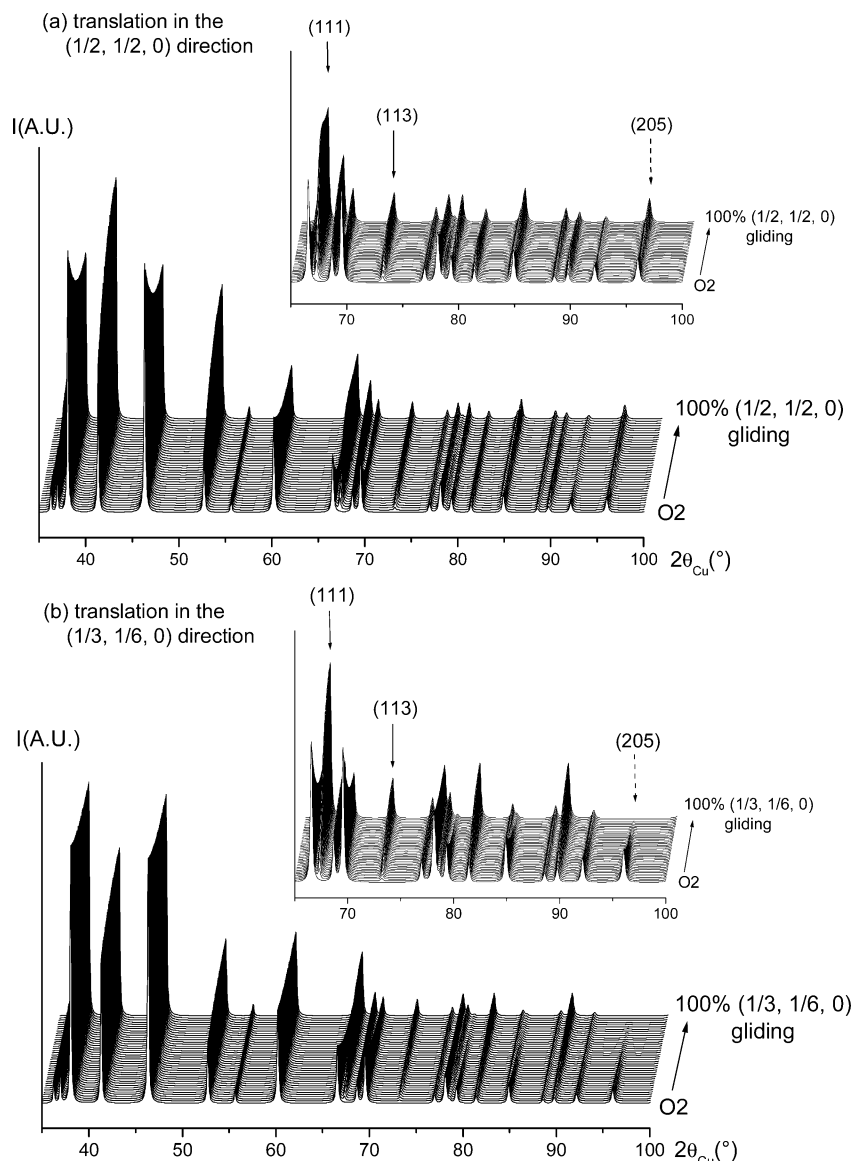 (a) translation in the
(1/2, 1/2, 0) direction
(111)
(113)
(205)
I(A.U.)
100% (1/2, 1/2, 0)
gliding
O2
70
80
90
100
100% (1/2, 1/2, 0)
gliding
O2
40
50
60
70
80
90
100
2θCu(°)
(b) translation in the
(1/3, 1/6, 0) direction
(111)
(113)
(205)
I(A.U.)
100% (1/3, 1/6, 0)
gliding
O2
70
80
90
100
100% (1/3, 1/6, 0)
gliding
O2
40
50
60
70
80
90
100
2θCu(°)